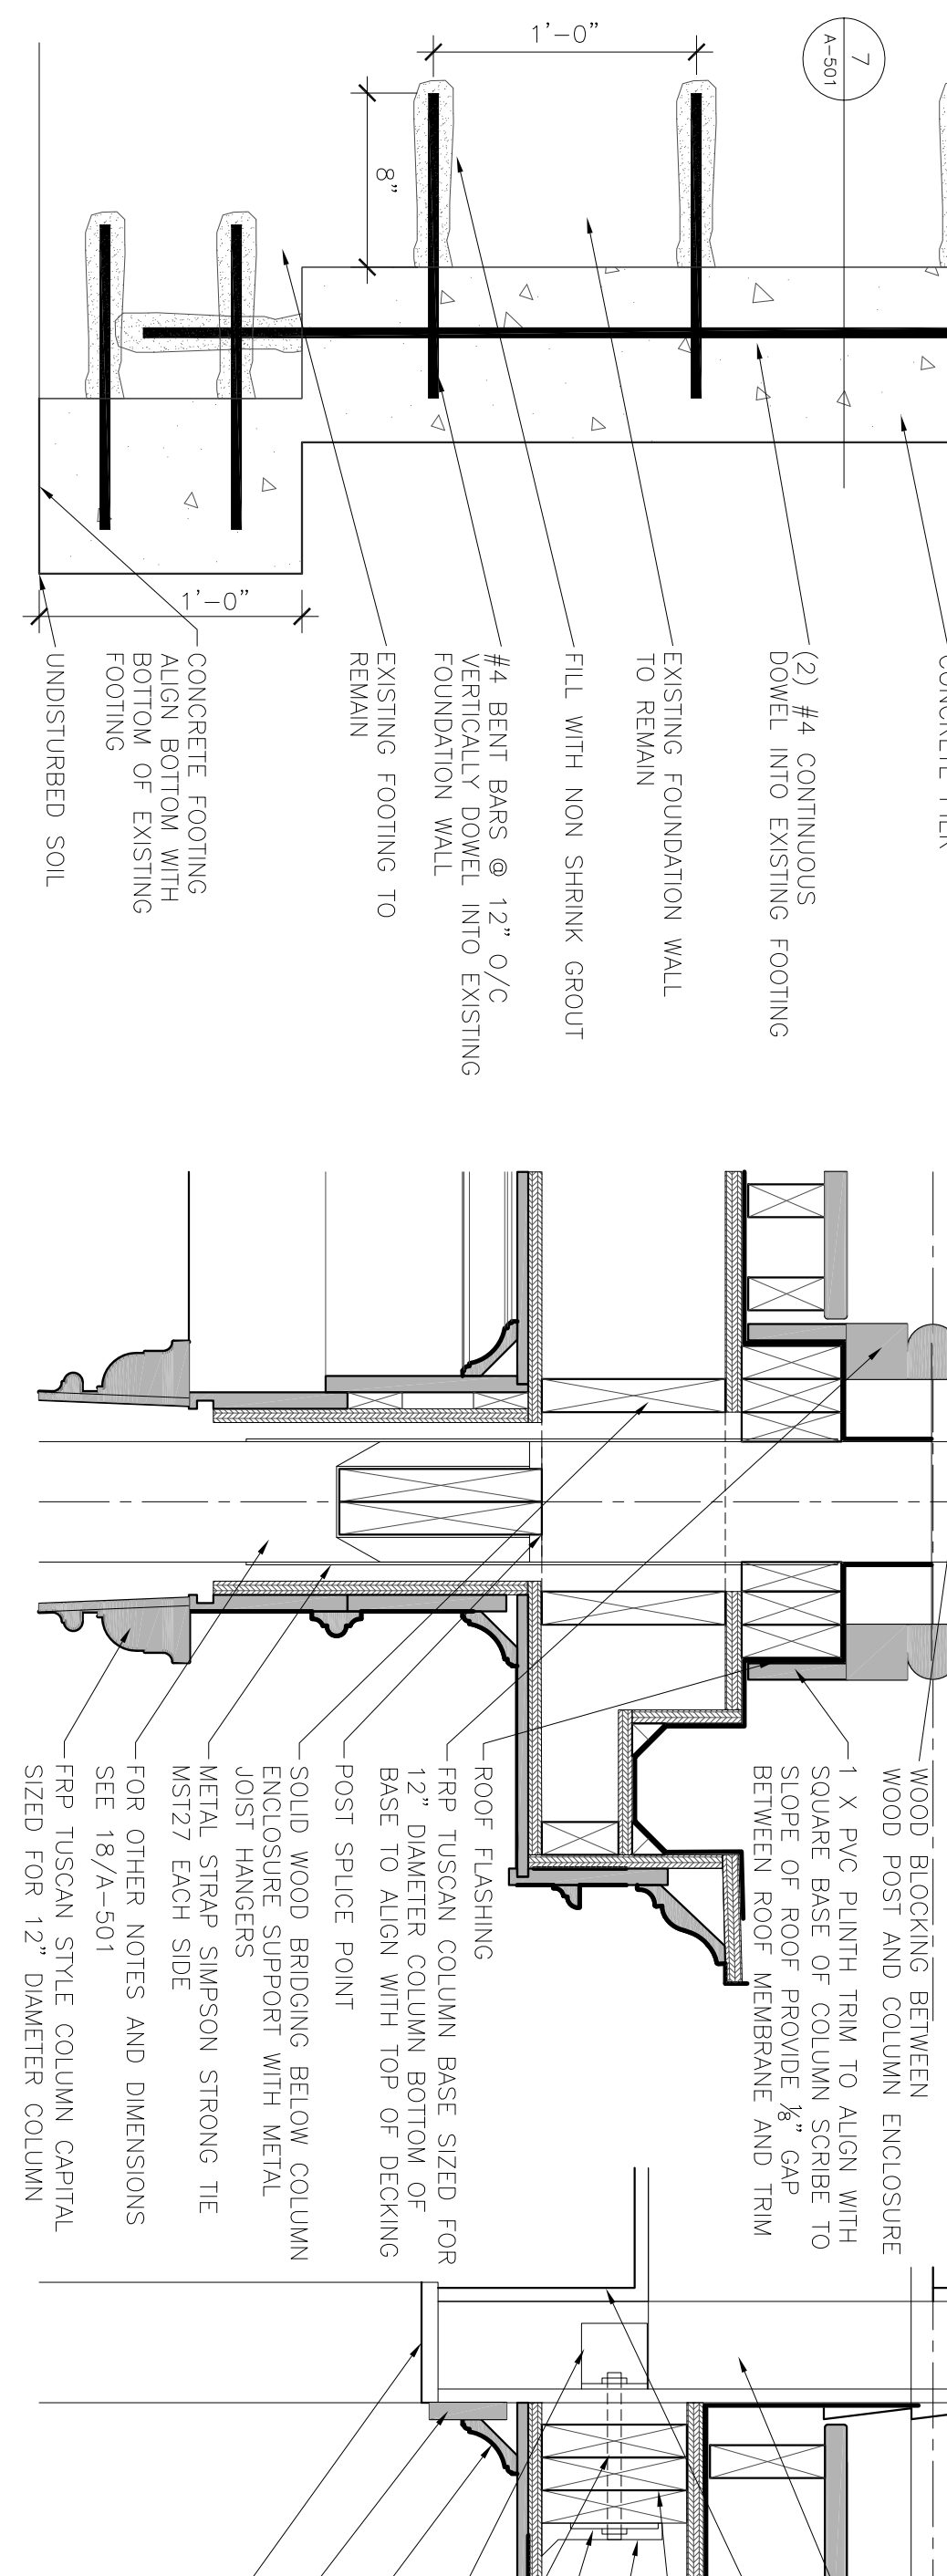 7
A-501
1'-0"
8"
1'-0"
(2) #4 CONTINUOUS
DOWEL INTO EXISTING FOOTING
EXISTING FOUNDATION WALL
TO REMAIN
FILL WITH NON SHRINK GROUT
#4 BENT BARS @ 12" O/C
VERTICALLY DOWEL INTO EXISTING
FOUNDATION WALL
EXISTING FOOTING TO
REMAIN
CONCRETE FOOTING
ALIGN BOTTOM WITH
BOTTOM OF EXISTING
FOOTING
UNDISTURBED SOIL
WOOD BLOCKING BETWEEN
WOOD POST AND COLUMN ENCLOSURE
1 X PVC PLINTH TRIM TO ALIGN WITH
SQUARE BASE OF COLUMN SCRIBE TO
SLOPE OF ROOF PROVIDE ⅛" GAP
BETWEEN ROOF MEMBRANE AND TRIM
ROOF FLASHING
FRP TUSCAN COLUMN BASE SIZED FOR
12" DIAMETER COLUMN BOTTOM OF
BASE TO ALIGN WITH TOP OF DECKING
POST SPLICE POINT
SOLID WOOD BRIDGING BELOW COLUMN
ENCLOSURE SUPPORT WITH METAL
JOIST HANGERS
METAL STRAP SIMPSON STRONG TIE
MST27 EACH SIDE
FOR OTHER NOTES AND DIMENSIONS
SEE 18/A-501
FRP TUSCAN STYLE COLUMN CAPITAL
SIZED FOR 12" DIAMETER COLUMN